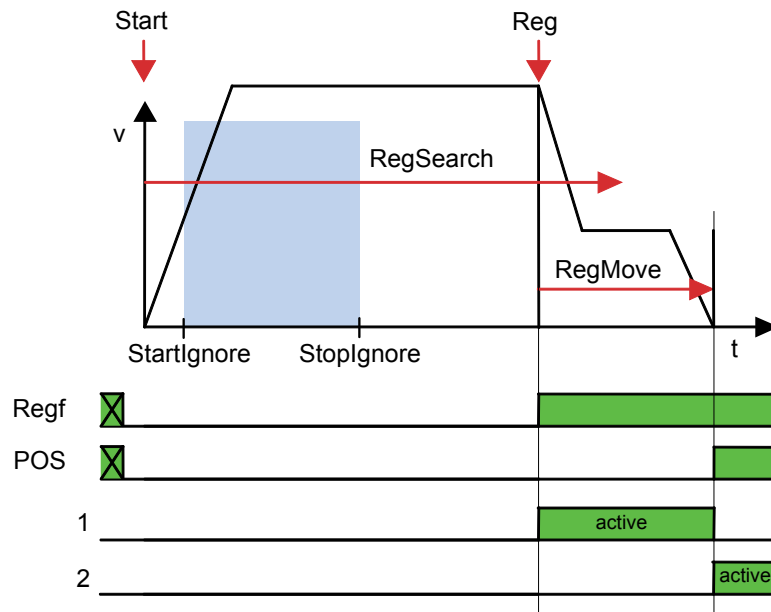 Start
Reg
v
RegSearch
RegMove
StartIgnore
StopIgnore
t
Regf
POS
1
active
2
active